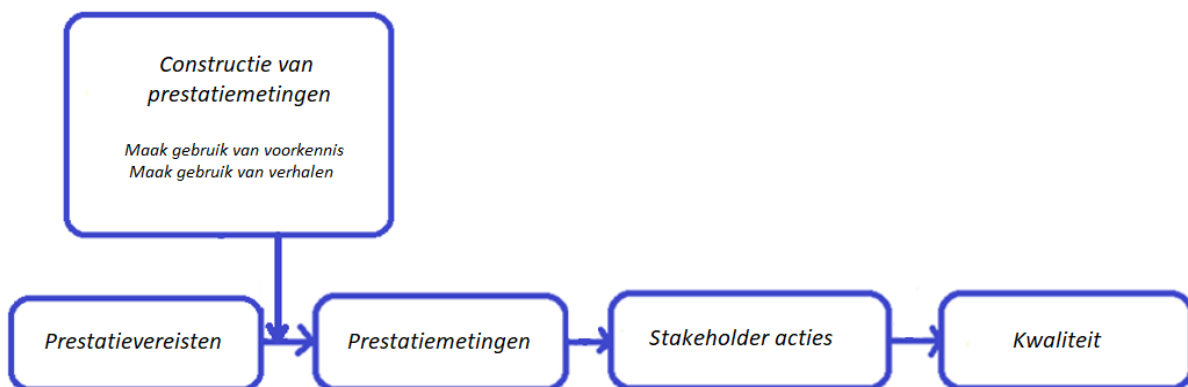 Constructie van
prestatiemetingen
Maak gebruik van voorkennis
Maak gebruik van verhalen
Prestatievereisten
Prestatiemetingen
Stakeholder acties
Kwaliteit